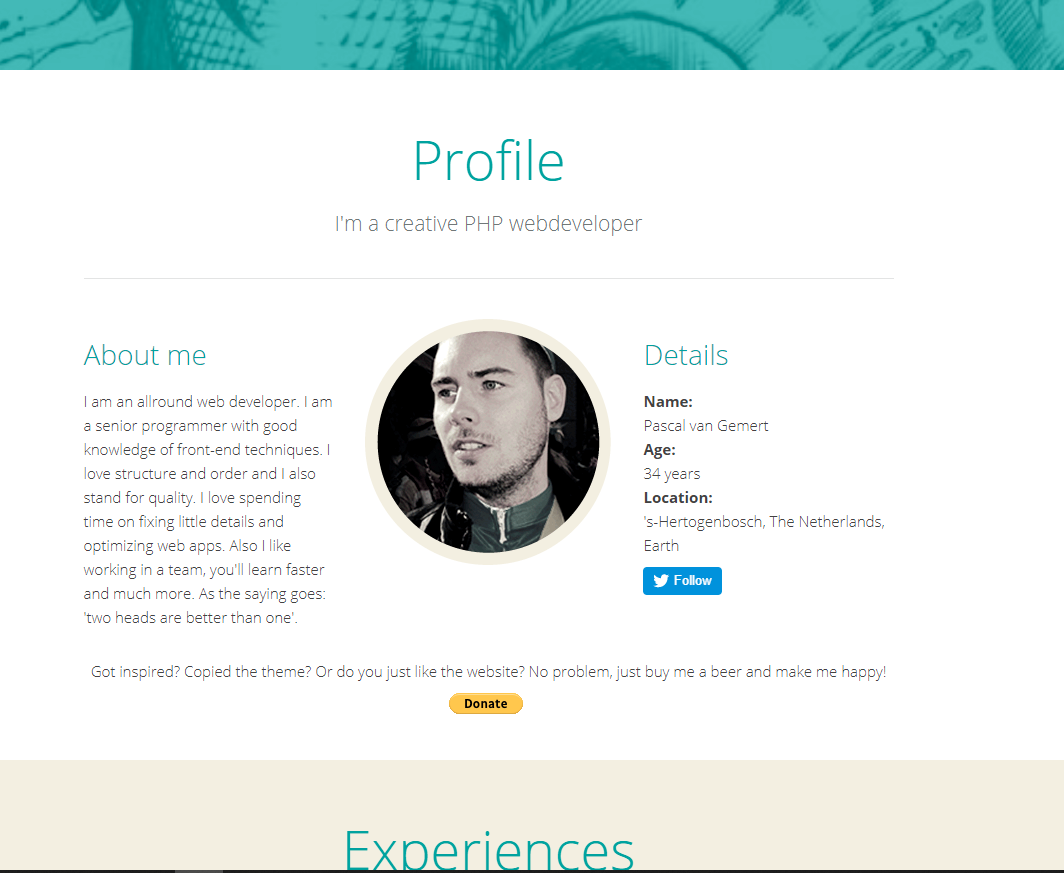 Profile
I'm a creative PHP webdeveloper
About me
I am an allround web developer. I am
a senior programmer with good
knowledge of front-end techniques. I
love structure and order and I also
stand for quality. I love spending
time on fixing little details and
optimizing web apps. Also I like
working in a team, you'll learn faster
and much more. As the saying goes:
'two heads are better than one'.
Details
Name:
Pascal van Gemert
Age:
34 years
Location:
's-Hertogenbosch, The Netherlands,
Earth
Follow
Got inspired? Copied the theme? Or do you just like the website? No problem, just buy me a beer and make me happy!
Donate
Experiences